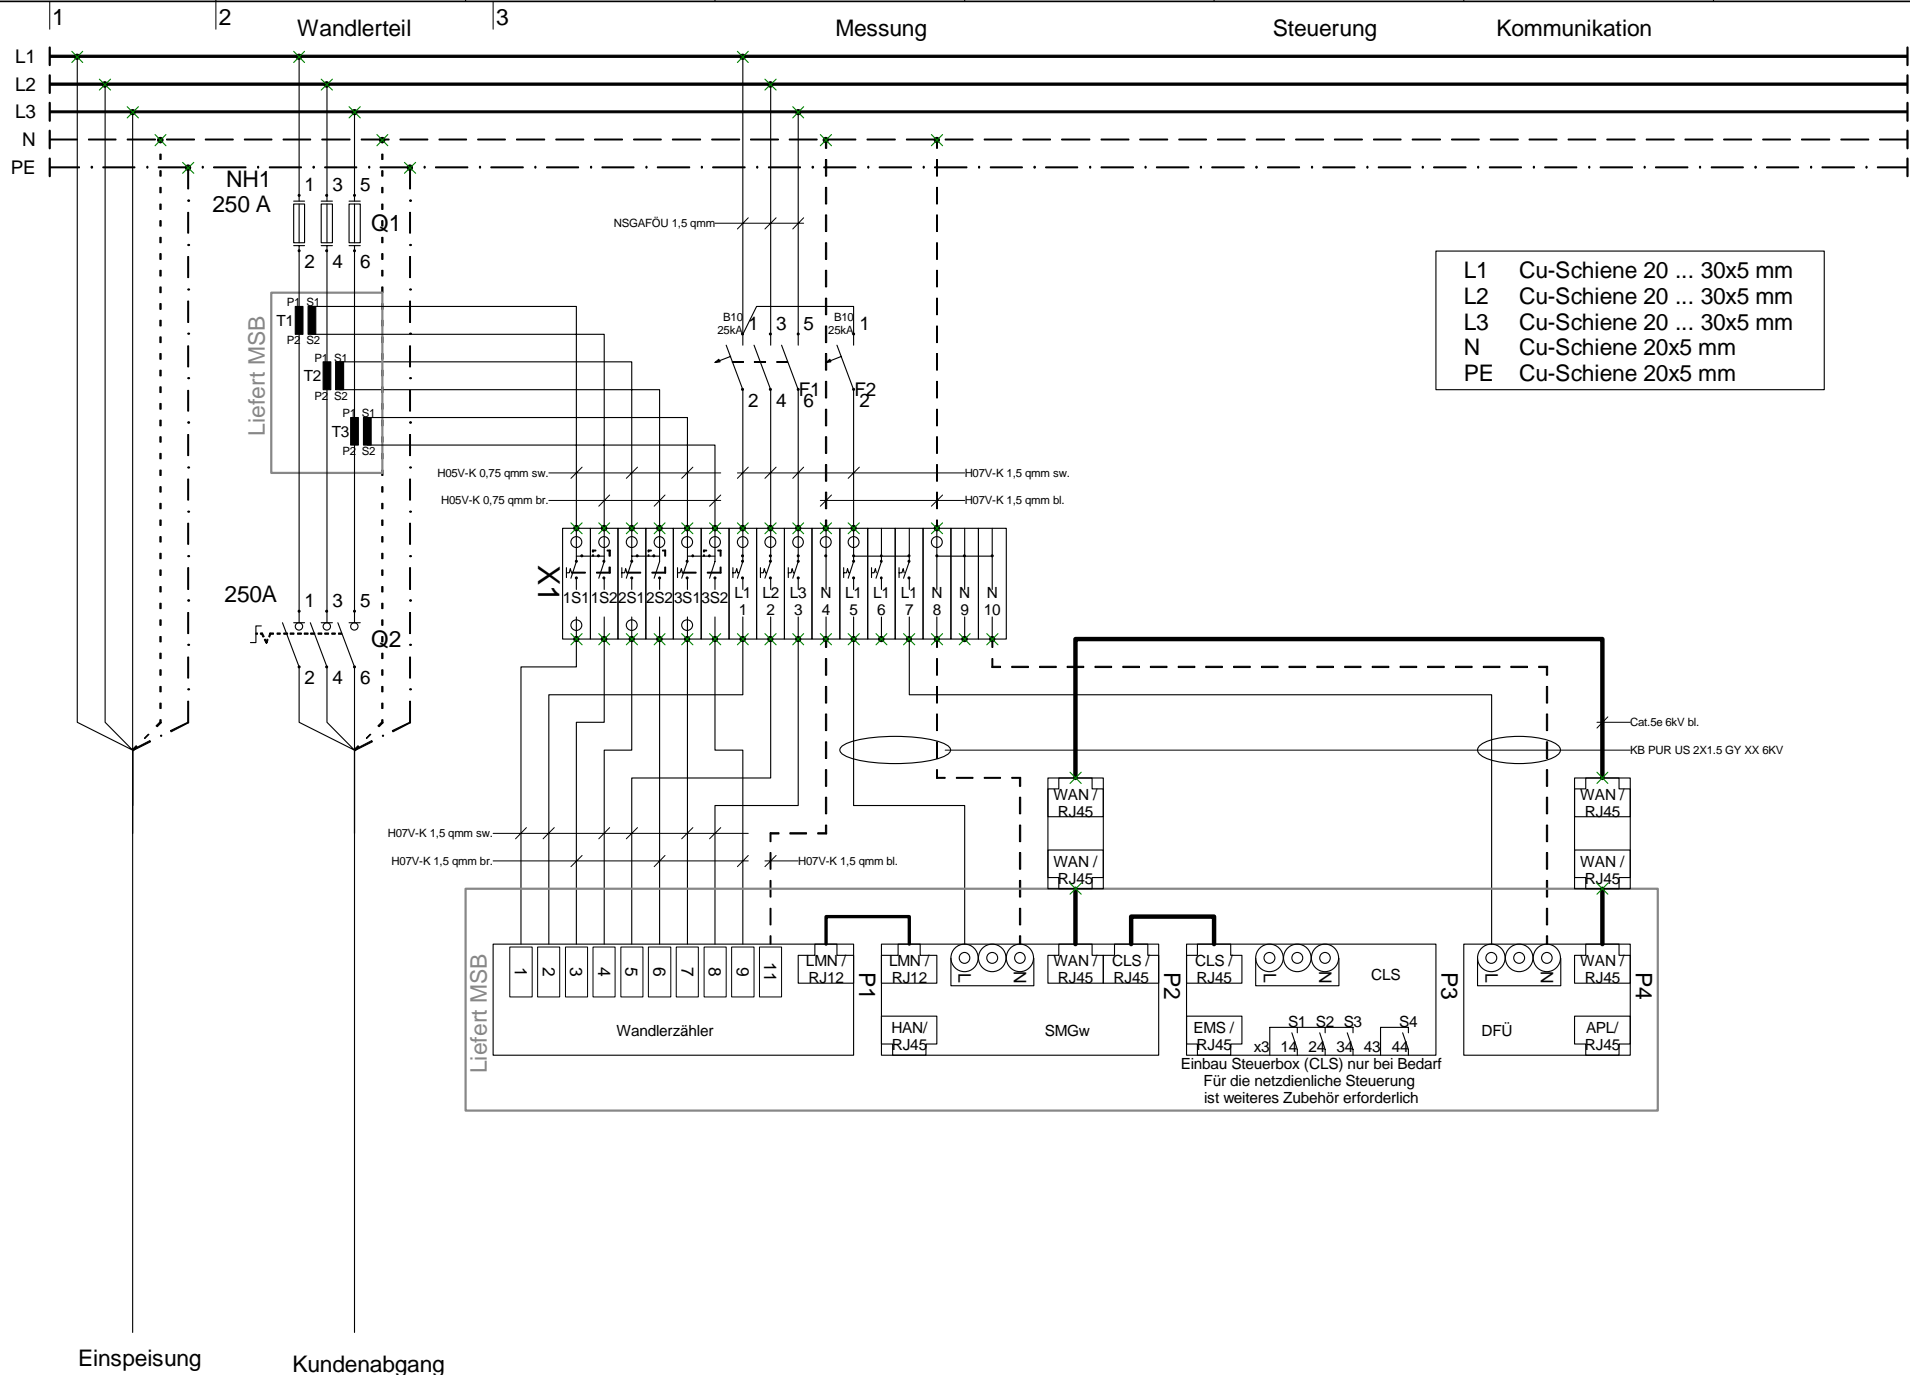 1 2 3
Wandlerteil Messung Steuerung Kommunikation
L1
L2
L3
N
PE
NH1
250 A
1 3 5
Q1
2 4 6
NSGAFÖU 1,5 qmm
L1 Cu-Schiene 20 ... 30x5 mm
L2 Cu-Schiene 20 ... 30x5 mm
L3 Cu-Schiene 20 ... 30x5 mm
N Cu-Schiene 20x5 mm
PE Cu-Schiene 20x5 mm
Liefert MSB
P1 S1
T1
P2 S2
P1 S1
T2
P2 S2
P1 S1
T3
P2 S2
B10
25kA
1 3 5
F1
2 4 6
B10
25kA
1
F2
2
H05V-K 0,75 qmm sw.
H07V-K 1,5 qmm sw.
H05V-K 0,75 qmm br.
H07V-K 1,5 qmm bl.
X1
1S1 1S2 2S1 2S2 3S1 3S2 L1 L2 L3 N L1 L1 L1 N N N
1 2 3 4 5 6 7 8 9 10
250A
1 3 5
Q2
2 4 6
Cat.5e 6kV bl.
KB PUR US 2X1.5 GY XX 6KV
WAN /
RJ45
WAN /
RJ45
WAN /
RJ45
WAN /
RJ45
H07V-K 1,5 qmm sw.
H07V-K 1,5 qmm br.
H07V-K 1,5 qmm bl.
Liefert MSB
1 2 3 4 5 6 7 8 9 11
LMN /
RJ12
P1
Wandlerzähler
LMN /
RJ12
L N
WAN /
RJ45
CLS /
RJ45
P2
HAN/
RJ45
SMGw
CLS /
RJ45
L N
CLS
P3
EMS /
RJ45
S1 S2 S3 S4
x3 14 24 34 43 44
Einbau Steuerbox (CLS) nur bei Bedarf
Für die netzdienliche Steuerung
ist weiteres Zubehör erforderlich
L N
WAN /
RJ45
P4
DFÜ
APL/
RJ45
Einspeisung
Kundenabgang